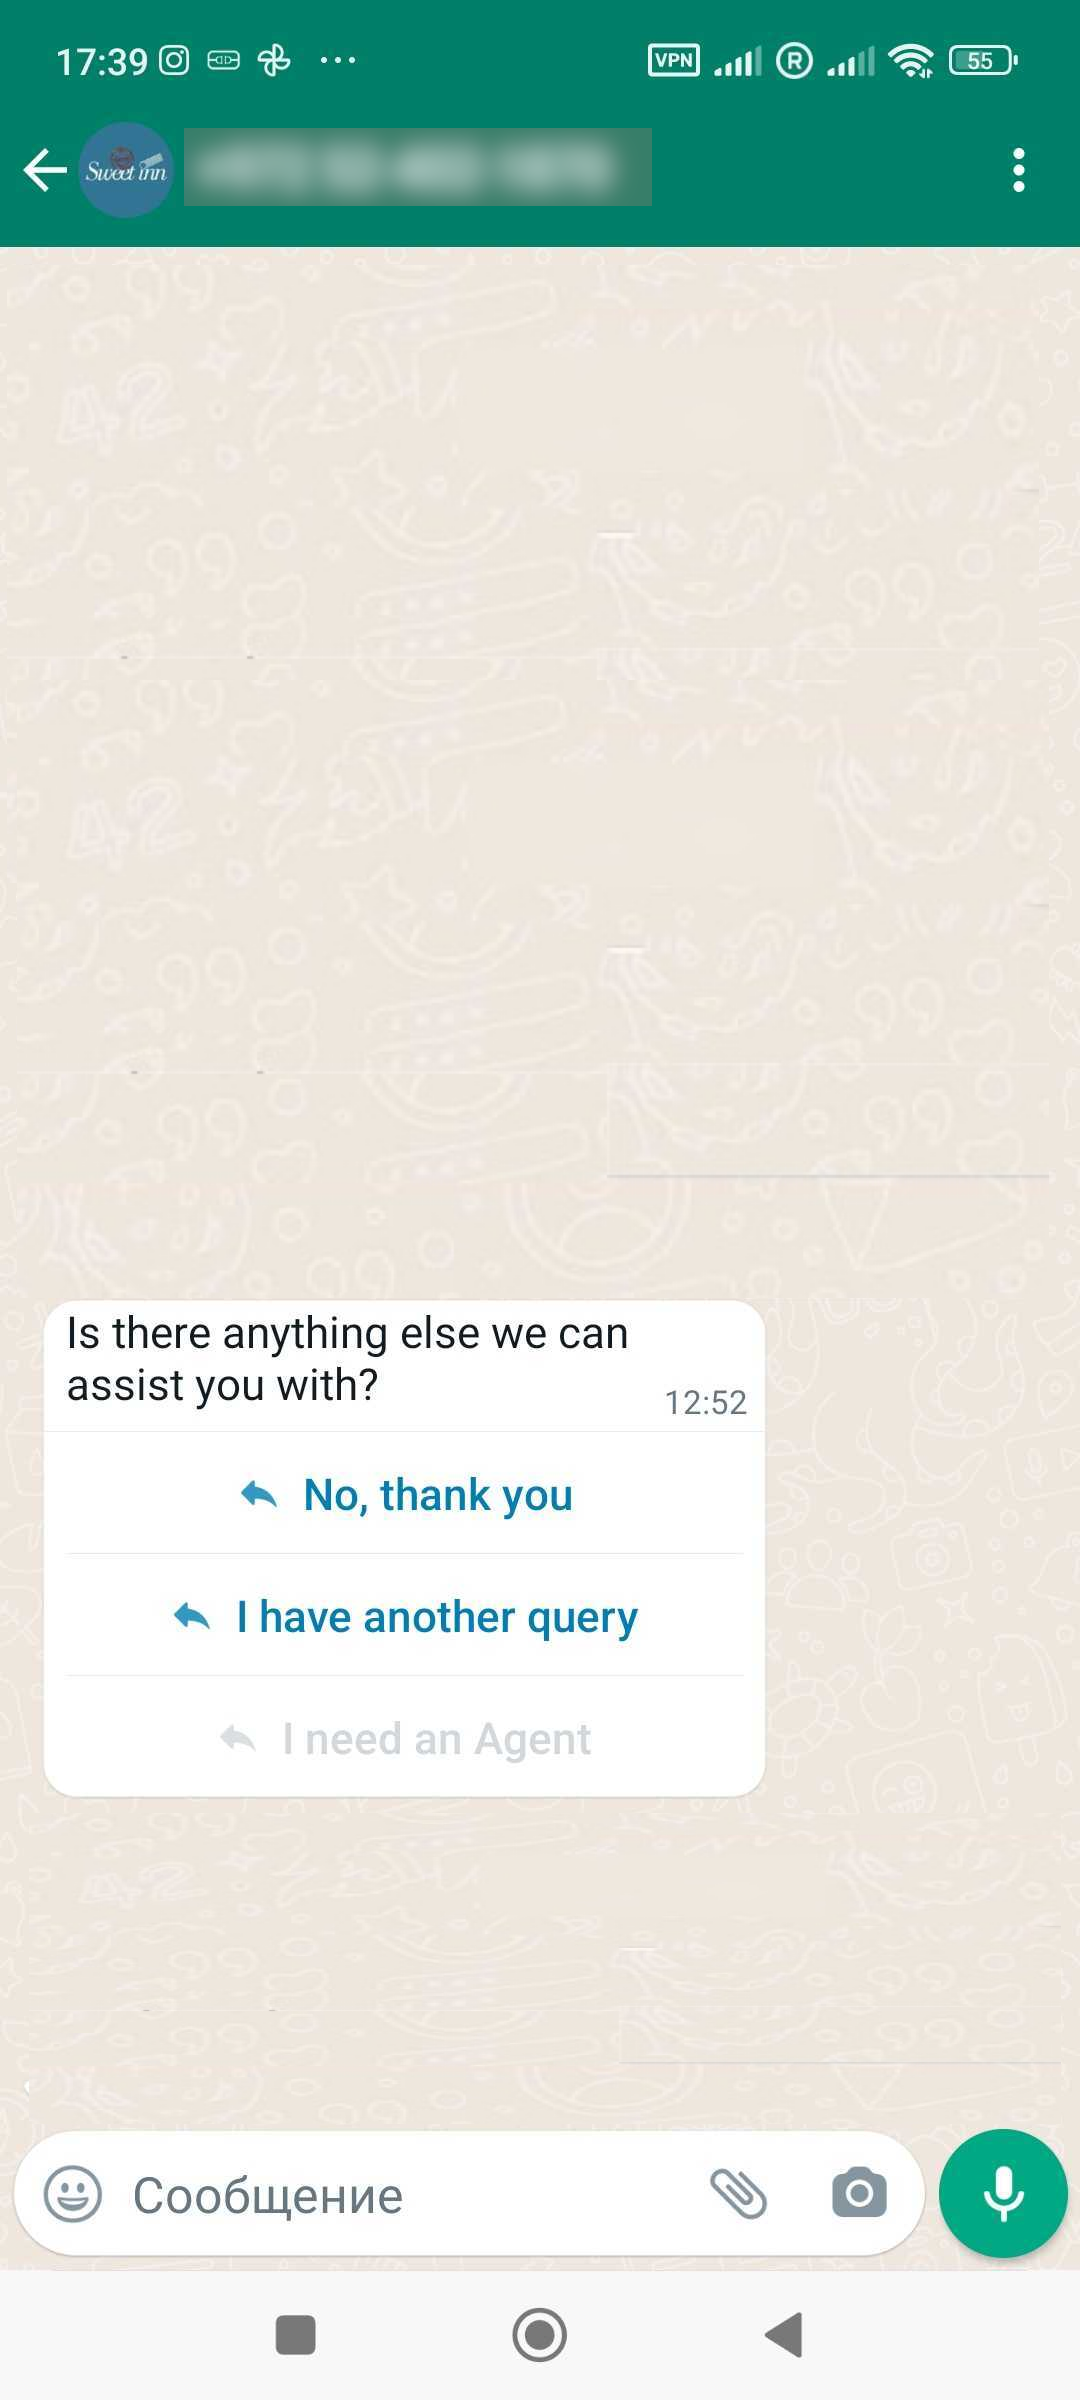 17:39
VPN
R
55
Sweet inn
Is there anything else we can
assist you with?
12:52
No, thank you
I have another query
I need an Agent
Сообщение